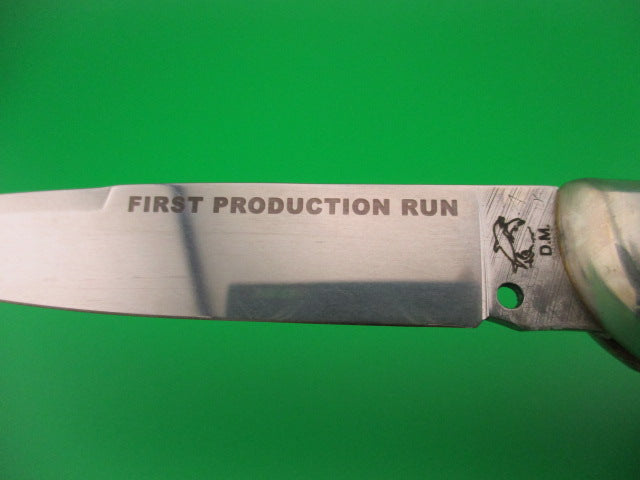 FIRST PRODUCTION RUN
D.M.